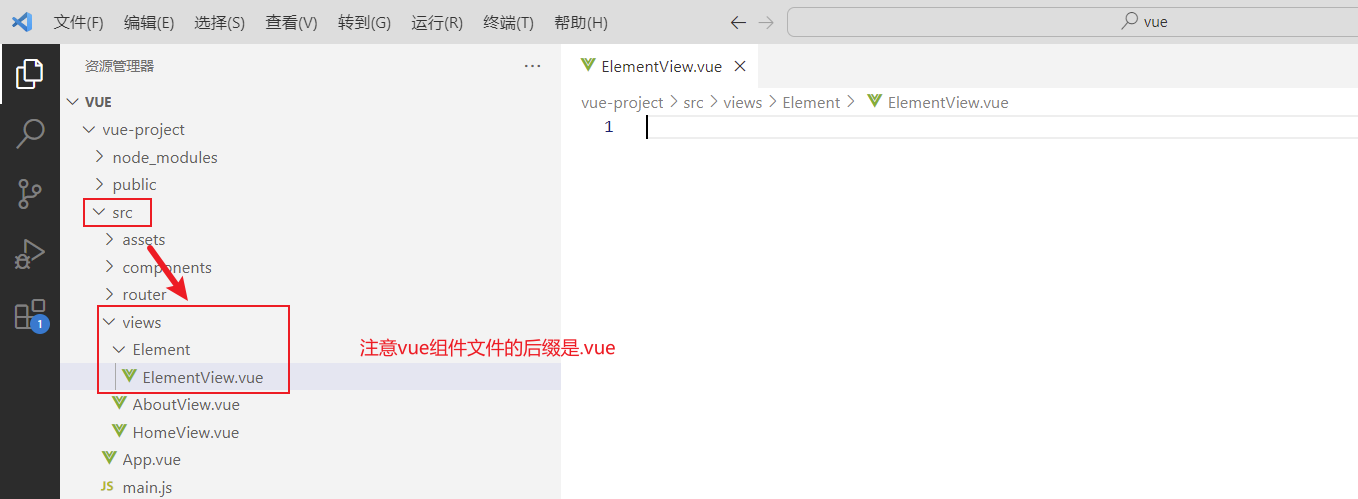 文件(F) 编辑(E) 选择(S) 查看(V) 转到(G) 运行(R) 终端(T) 帮助(H) vue
资源管理器
VUE
vue-project
node_modules
public
src
assets
components
router
views
Element
ElementView.vue
AboutView.vue
HomeView.vue
App.vue
JS main.js
1
ElementView.vue
vue-project > src > views > Element > ElementView.vue
1
注意vue组件文件的后缀是.vue